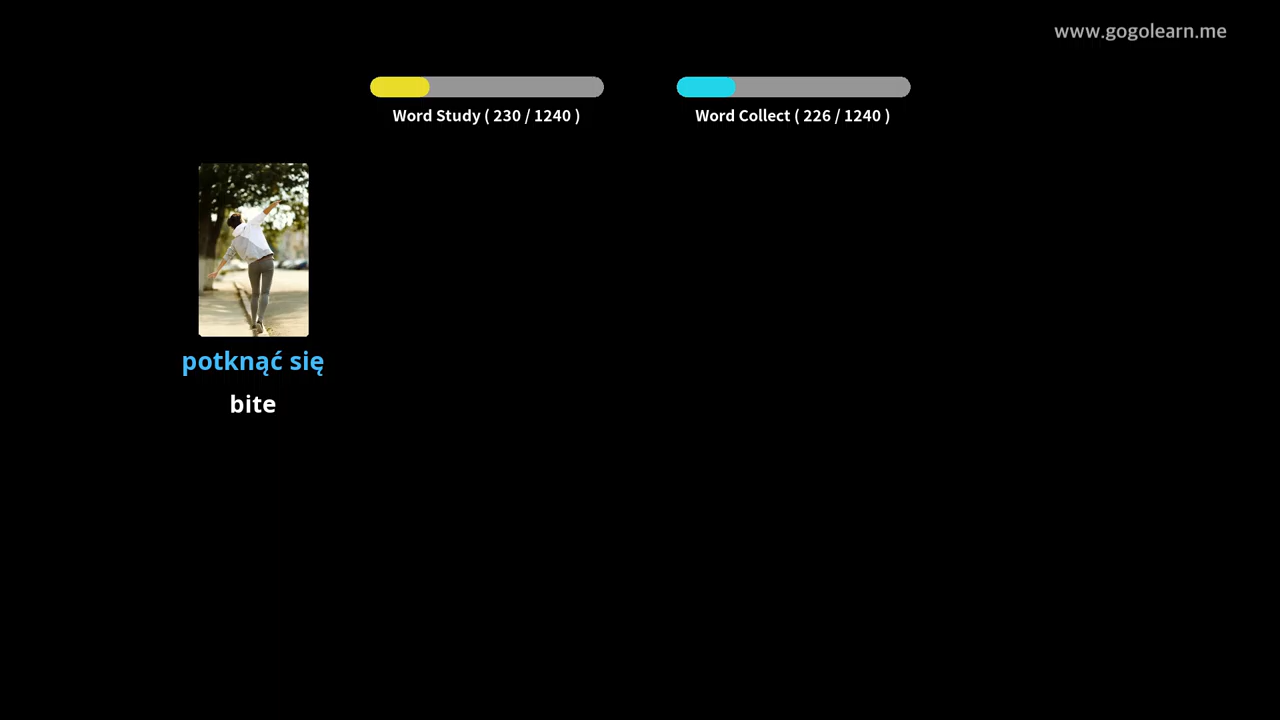 www.gogolearn.me
Word Study ( 230 / 1240 )
Word Collect ( 226 / 1240 )
potknąć się
bite